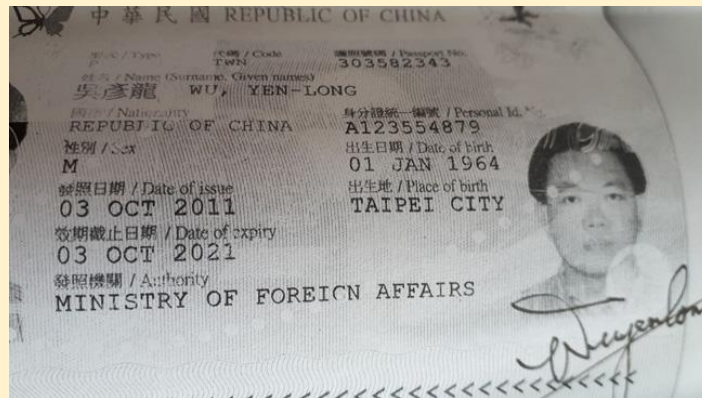 中華民國 REPUBLIC OF CHINA
型式 / Type 代碼 / Code 護照號碼 / Passport No.
P TWN 303582343
姓名 / Name (Surname, Given names)
吳彥龍 WU, YEN-LONG
國籍 / Nationality 身分證統一編號 / Personal Id. No.
REPUBLIC OF CHINA A123554879
性別 / Sex 出生日期 / Date of birth
M 01 JAN 1964
發照日期 / Date of issue 出生地 / Place of birth
03 OCT 2011 TAIPEI CITY
效期截止日期 / Date of expiry
03 OCT 2021
發照機關 / Authority
MINISTRY OF FOREIGN AFFAIRS
Wuyenlon